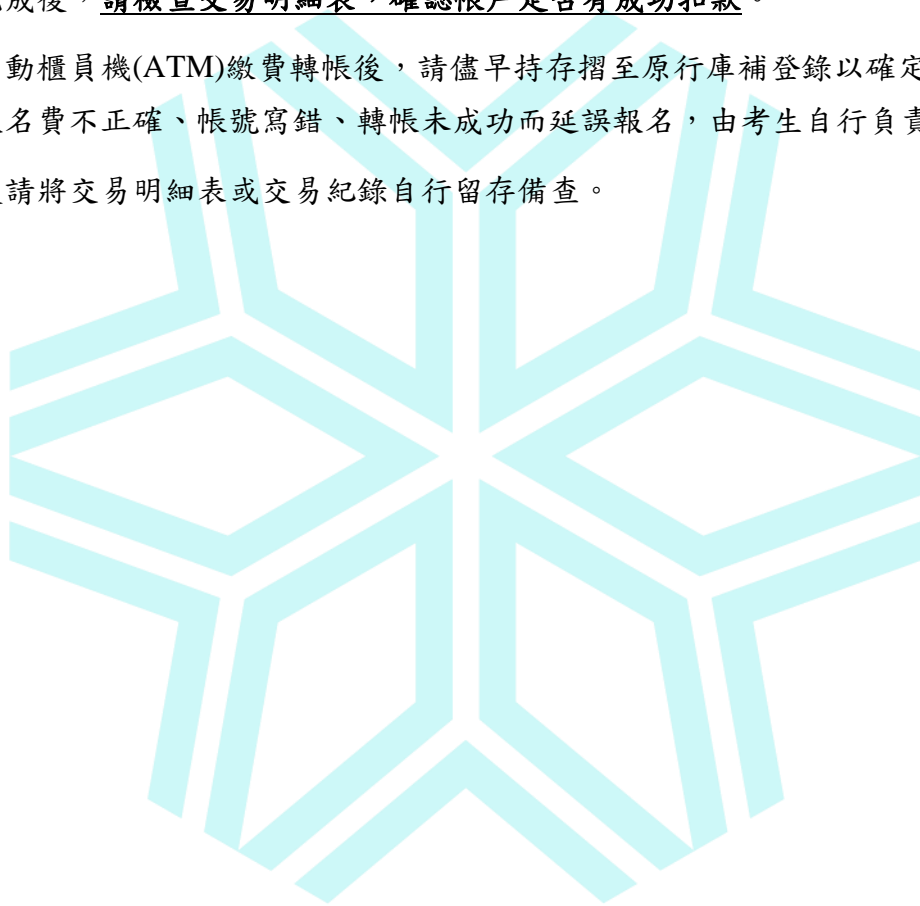 成後，請檢查交易明細表，確認帳戶是否有成功扣款。
動櫃員機(ATM)繳費轉帳後，請儘早持存摺至原行庫補登錄以確定
名費不正確、帳號寫錯、轉帳未成功而延誤報名，由考生自行負責
請將交易明細表或交易紀錄自行留存備查。